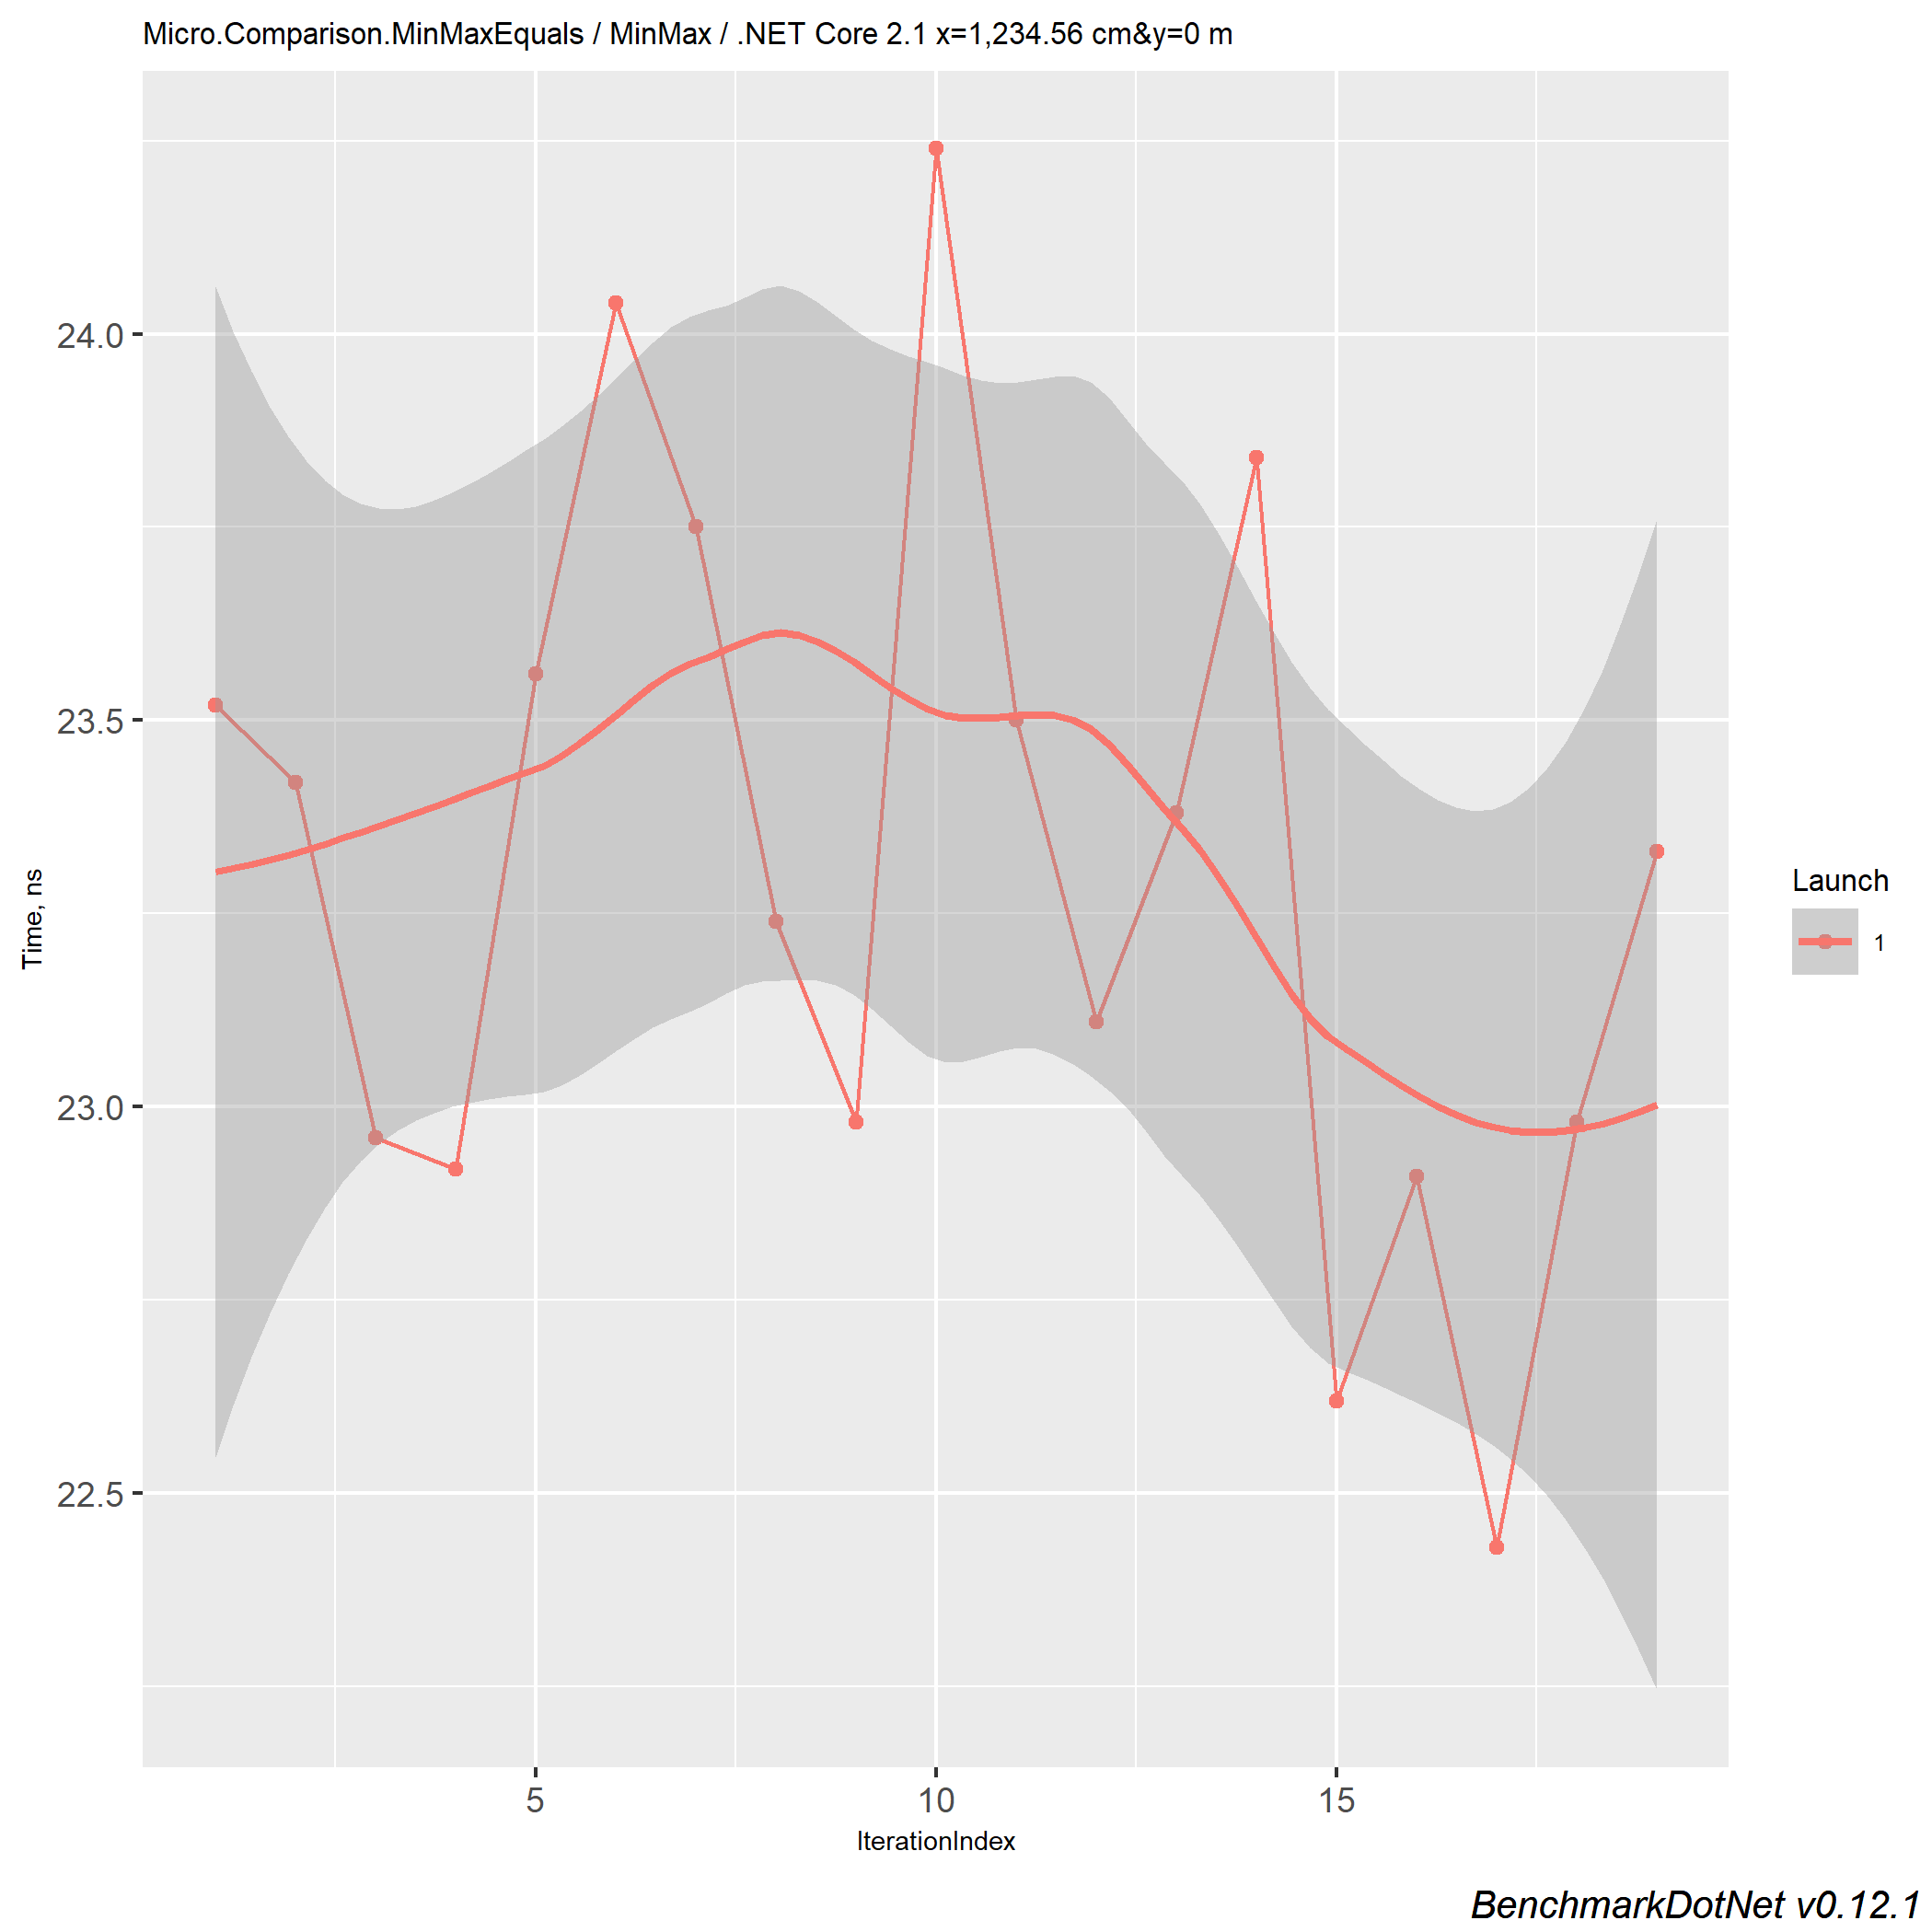 Micro.Comparison.MinMaxEquals / MinMax / .NET Core 2.1 x=1,234.56 cm&y=0 m
24.0
23.5
23.0
22.5
Time, ns
5 10 15
IterationIndex
Launch
1
BenchmarkDotNet v0.12.1